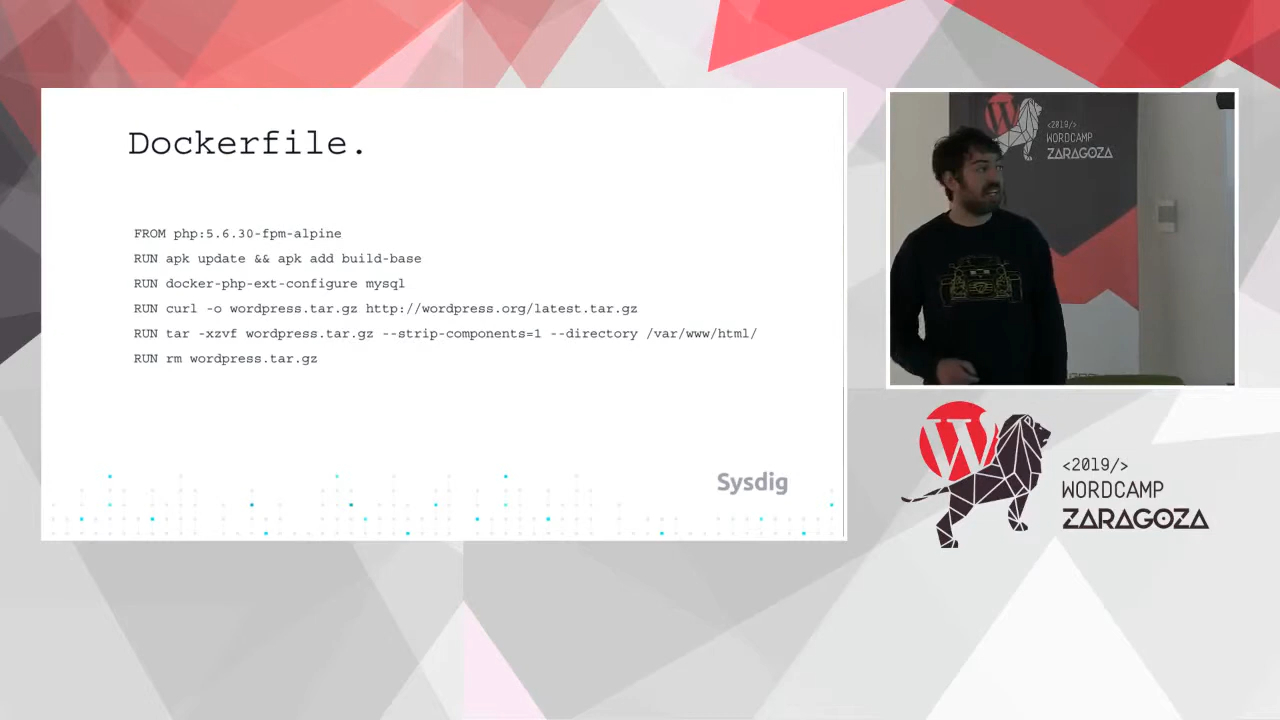 Dockerfile.
FROM php:5.6.30-fpm-alpine
RUN apk update && apk add build-base
RUN docker-php-ext-configure mysql
RUN curl -o wordpress.tar.gz http://wordpress.org/latest.tar.gz
RUN tar -xzvf wordpress.tar.gz --strip-components=1 --directory /var/www/html/
RUN rm wordpress.tar.gz
Sysdig
<2019/>
WORDCAMP
ZARAGOZA
W
<2019/>
WORDCAMP
ZARAGOZA